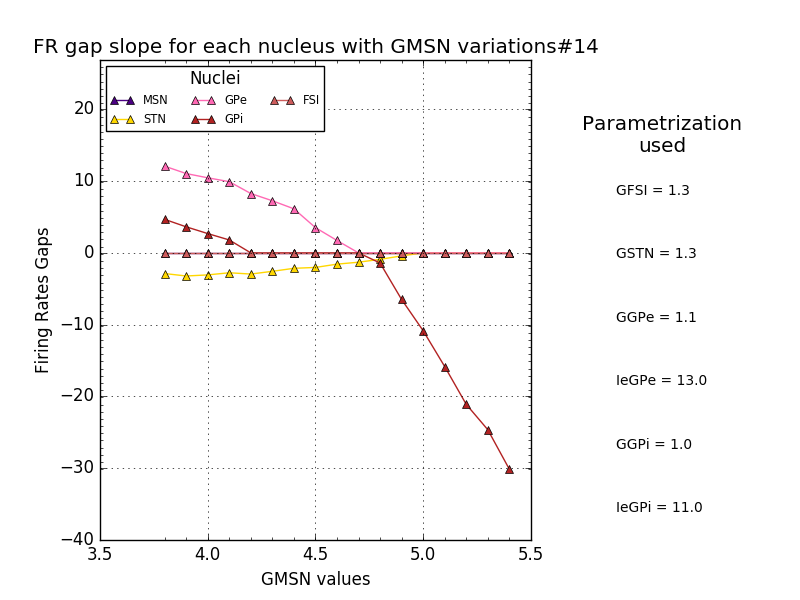 FR gap slope for each nucleus with GMSN variations#14
Nuclei
MSN GPe FSI
STN GPi
20
10
0
−10
−20
−30
−40
3.5 4.0 4.5 5.0 5.5
Firing Rates Gaps
GMSN values
Parametrization
used
GFSI = 1.3
GSTN = 1.3
GGPe = 1.1
IeGPe = 13.0
GGPi = 1.0
IeGPi = 11.0